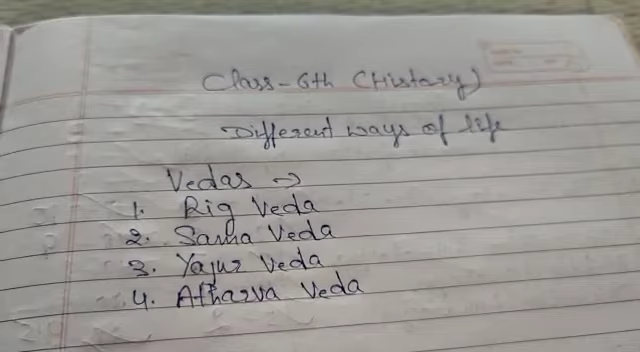 Class - 6th (History)
Different ways of life
Vedas →
1. Rig Veda
2. Sama Veda
3. Yajur Veda
4. Atharva Veda